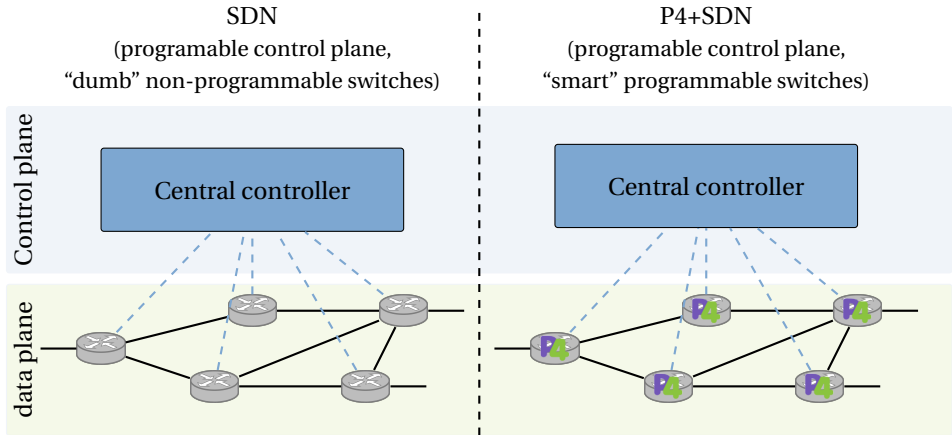 SDN
(programable control plane,
“dumb” non-programmable switches)
P4+SDN
(programable control plane,
“smart” programmable switches)
Control plane
Central controller
Central controller
data plane
P4
P4
P4
P4
P4